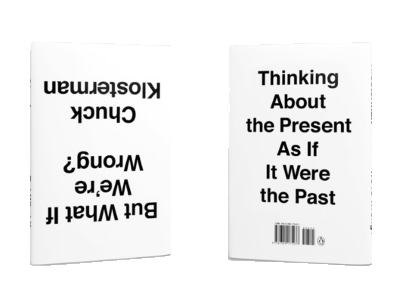 But What If
We're
Wrong?
Chuck
Klosterman
Thinking
About
the Present
As If
It Were
the Past